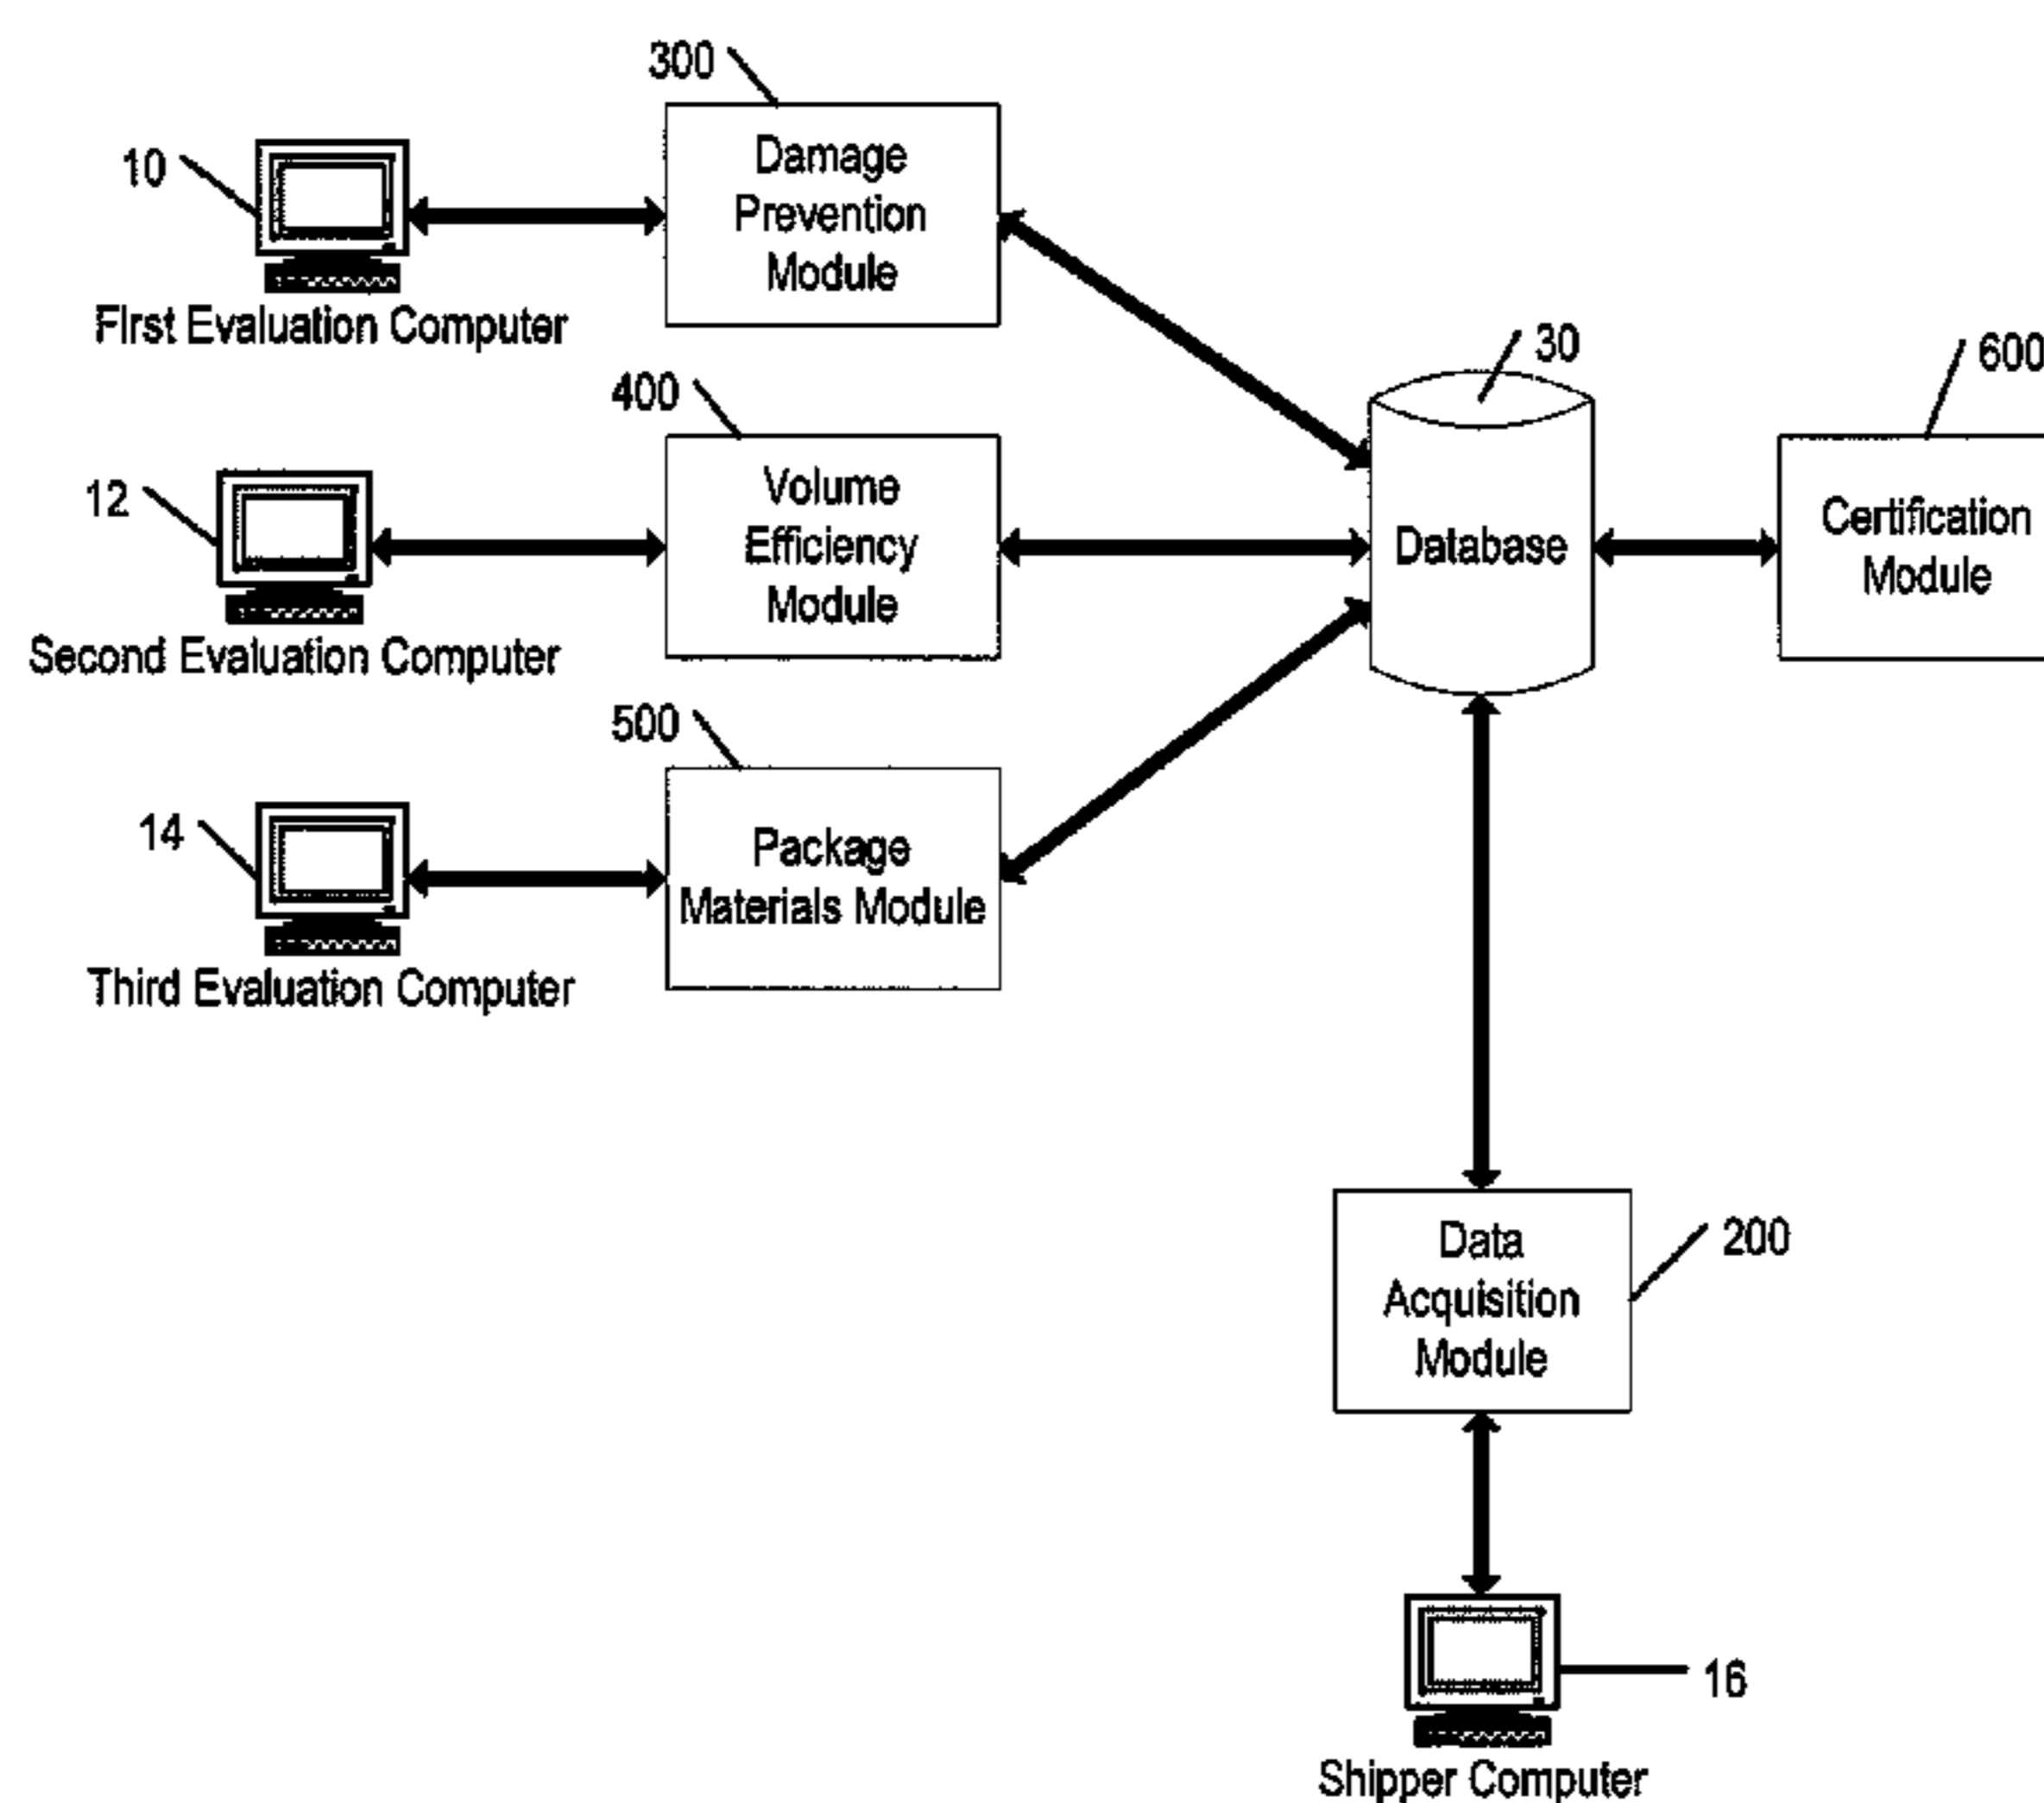 300
Damage
Prevention
Module
10
First Evaluation Computer
30
600
400
Volume
Efficiency
Module
12
Database
Certification
Module
Second Evaluation Computer
500
Package
Materials Module
14
Third Evaluation Computer
Data
Acquisition
Module
200
16
Shipper Computer